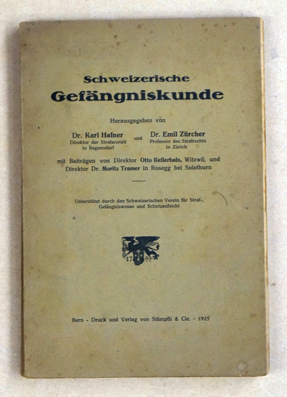 Schweizerische
Gefängniskunde
Herausgegeben von
Dr. Karl Hafner und Dr. Emil Zürcher
Direktor der Strafanstalt Professor des Strafrechts
in Regensdorf in Zürich
mit Beiträgen von Direktor Otto Kellerhals, Witzwil, und
Direktor Dr. Moritz Tramer in Rosegg bei Solothurn
Unterstützt durch den Schweizerischen Verein für Straf-,
Gefängniswesen und Schutzaufsicht
Bern - Druck und Verlag von Stämpfli & Cie. - 1925